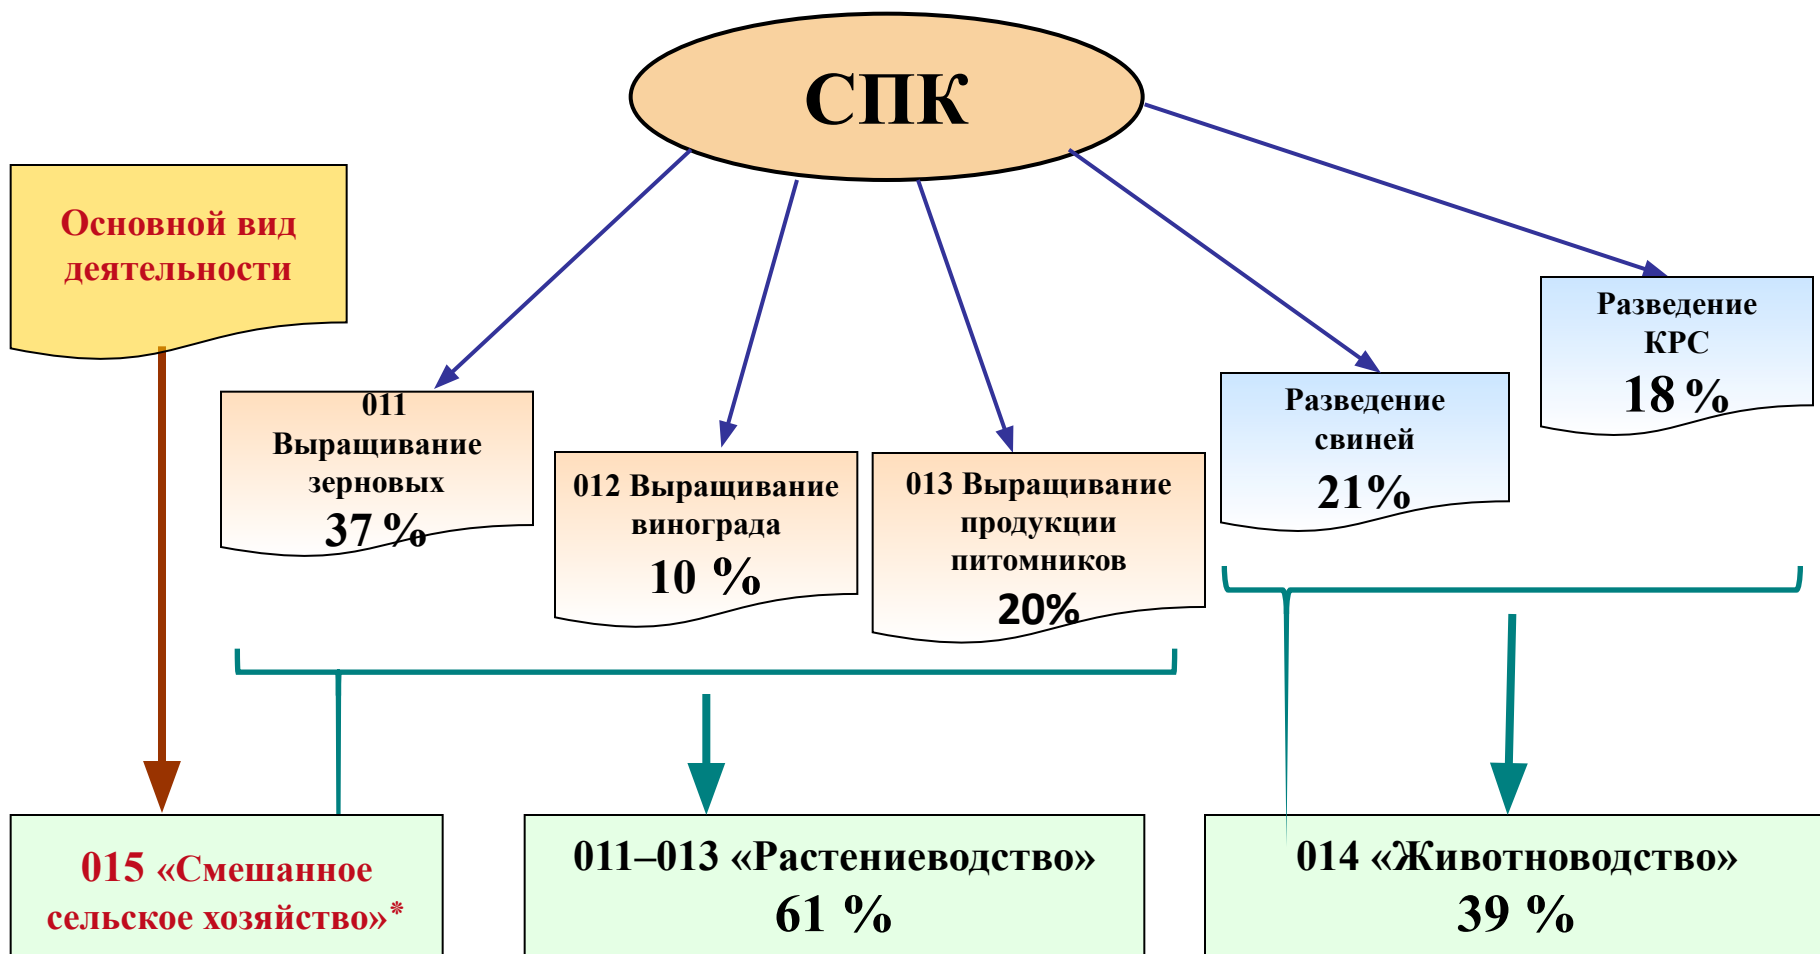 СПК
Основной вид
деятельности
011
Выращивание
зерновых
37 %
012 Выращивание
винограда
10 %
013 Выращивание
продукции
питомников
20%
Разведение
свиней
21%
Разведение
КРС
18 %
015 «Смешанное
сельское хозяйство»*
011–013 «Растениеводство»
61 %
014 «Животноводство»
39 %